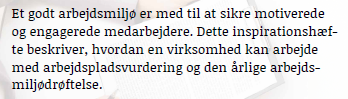 Et godt arbejdsmiljø er med til at sikre motiverede
og engagerede medarbejdere. Dette inspirationshæf-
te beskriver, hvordan en virksomhed kan arbejde
med arbejdspladsvurdering og den årlige arbejds-
miljødrøftelse.